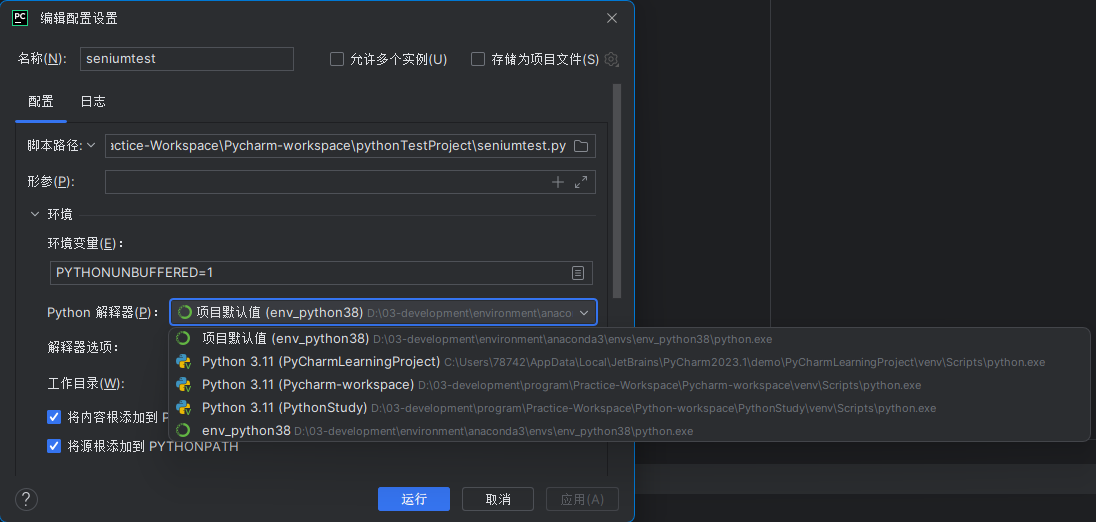 PC 编辑配置设置
名称(N): seniumtest 允许多个实例(U) 存储为项目文件(S)
配置 日志
脚本路径: actice-Workspace\Pycharm-workspace\pythonTestProject\seniumtest.py
形参(P):
环境
环境变量(E):
PYTHONUNBUFFERED=1
Python 解释器(P): 项目默认值 (env_python38) D:\03-development\environment\anaco
项目默认值 (env_python38) D:\03-development\environment\anaconda3\envs\env_python38\python.exe
解释器选项:
Python 3.11 (PyCharmLearningProject) C:\Users\78742\AppData\Local\JetBrains\PyCharm2023.1\demo\PyCharmLearningProject\venv\Scripts\python.exe
工作目录(W):
Python 3.11 (Pycharm-workspace) D:\03-development\program\Practice-Workspace\Pycharm-workspace\venv\Scripts\python.exe
将内容根添加到 P
Python 3.11 (PythonStudy) D:\03-development\program\Practice-Workspace\Python-workspace\PythonStudy\venv\Scripts\python.exe
env_python38 D:\03-development\environment\anaconda3\envs\env_python38\python.exe
将源根添加到 PYTHONPATH
? 运行 取消 应用(A)